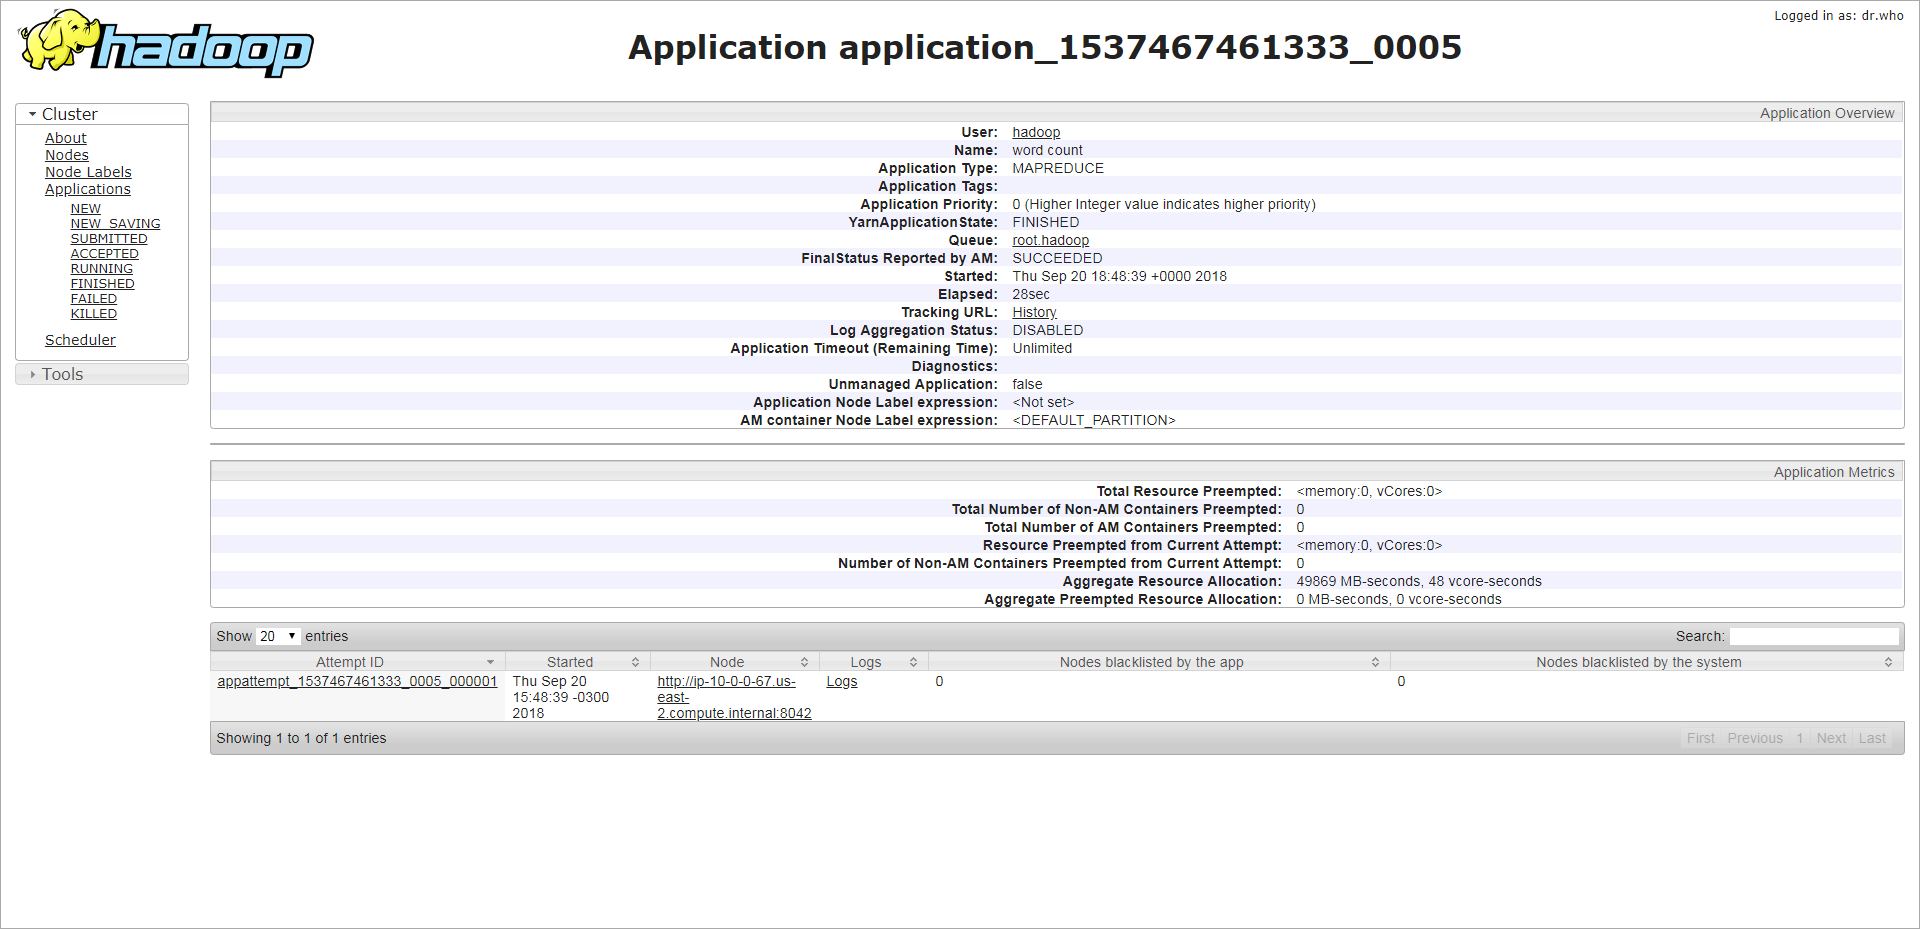 Logged in as: dr.who
hadoop
Application application_1537467461333_0005
Cluster
About
Nodes
Node Labels
Applications
NEW
NEW_SAVING
SUBMITTED
ACCEPTED
RUNNING
FINISHED
FAILED
KILLED
Scheduler
Tools
Application Overview
User: hadoop
Name: word count
Application Type: MAPREDUCE
Application Tags:
Application Priority: 0 (Higher Integer value indicates higher priority)
YarnApplicationState: FINISHED
Queue: root.hadoop
FinalStatus Reported by AM: SUCCEEDED
Started: Thu Sep 20 18:48:39 +0000 2018
Elapsed: 28sec
Tracking URL: History
Log Aggregation Status: DISABLED
Application Timeout (Remaining Time): Unlimited
Diagnostics:
Unmanaged Application: false
Application Node Label expression: <Not set>
AM container Node Label expression: <DEFAULT_PARTITION>
Application Metrics
Total Resource Preempted: <memory:0, vCores:0>
Total Number of Non-AM Containers Preempted: 0
Total Number of AM Containers Preempted: 0
Resource Preempted from Current Attempt: <memory:0, vCores:0>
Number of Non-AM Containers Preempted from Current Attempt: 0
Aggregate Resource Allocation: 49869 MB-seconds, 48 vcore-seconds
Aggregate Preempted Resource Allocation: 0 MB-seconds, 0 vcore-seconds
Show 20 entries Search:
Attempt ID Started Node Logs Nodes blacklisted by the app Nodes blacklisted by the system
appattempt_1537467461333_0005_000001 Thu Sep 20 http://ip-10-0-0-67.us- Logs 0 0
15:48:39 -0300 east-
2018 2.compute.internal:8042
Showing 1 to 1 of 1 entries First Previous 1 Next Last